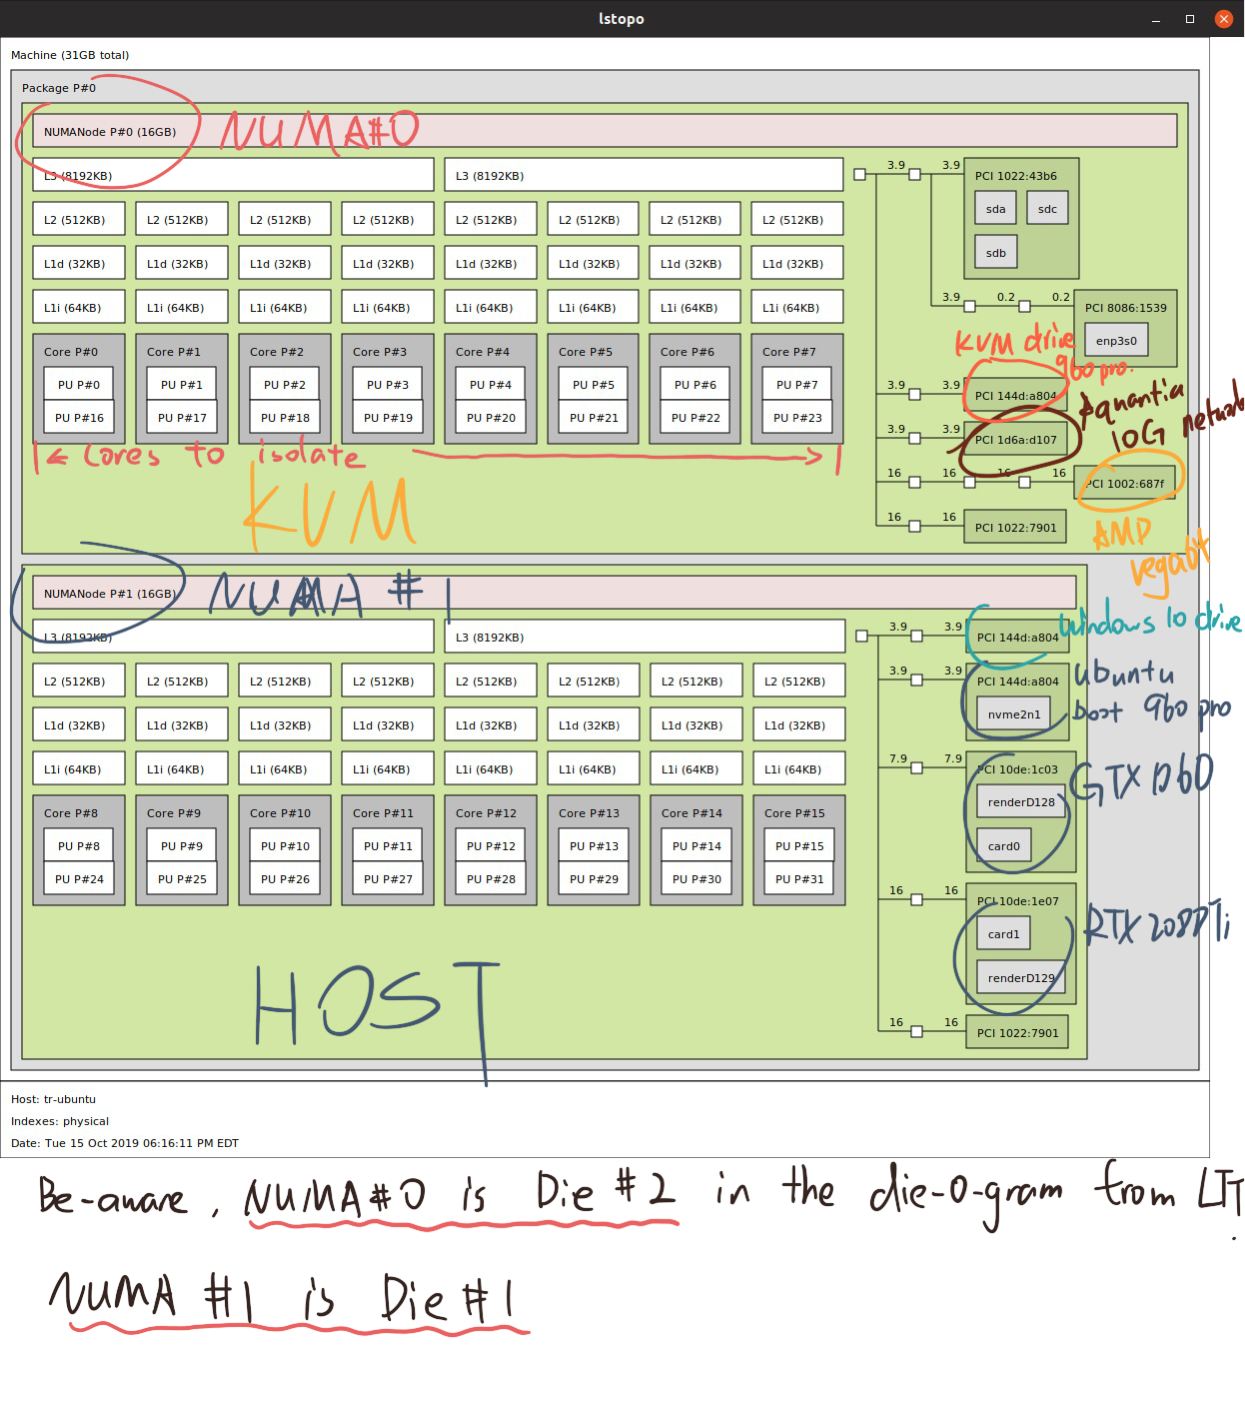 lstopo
Machine (31GB total)
Package P#0
NUMANode P#0 (16GB)
NUMA#0
L3 (8192KB) L3 (8192KB)
L2 (512KB) L2 (512KB) L2 (512KB) L2 (512KB) L2 (512KB) L2 (512KB) L2 (512KB) L2 (512KB)
L1d (32KB) L1d (32KB) L1d (32KB) L1d (32KB) L1d (32KB) L1d (32KB) L1d (32KB) L1d (32KB)
L1i (64KB) L1i (64KB) L1i (64KB) L1i (64KB) L1i (64KB) L1i (64KB) L1i (64KB) L1i (64KB)
Core P#0 Core P#1 Core P#2 Core P#3 Core P#4 Core P#5 Core P#6 Core P#7
PU P#0 PU P#1 PU P#2 PU P#3 PU P#4 PU P#5 PU P#6 PU P#7
PU P#16 PU P#17 PU P#18 PU P#19 PU P#20 PU P#21 PU P#22 PU P#23
Cores to isolate
KVM
3.9 3.9 PCI 1022:43b6
sda sdc
sdb
3.9 0.2 0.2 PCI 8086:1539
enp3s0
KVM drive
960 pro.
3.9 3.9 PCI 144d:a804
Aquantia
10G network
3.9 3.9 PCI 1d6a:d107
16 16 16 16 PCI 1002:687f
16 16 PCI 1022:7901
AMD
vega64
NUMANode P#1 (16GB)
NUMA #1
L3 (8192KB) L3 (8192KB)
L2 (512KB) L2 (512KB) L2 (512KB) L2 (512KB) L2 (512KB) L2 (512KB) L2 (512KB) L2 (512KB)
L1d (32KB) L1d (32KB) L1d (32KB) L1d (32KB) L1d (32KB) L1d (32KB) L1d (32KB) L1d (32KB)
L1i (64KB) L1i (64KB) L1i (64KB) L1i (64KB) L1i (64KB) L1i (64KB) L1i (64KB) L1i (64KB)
Core P#8 Core P#9 Core P#10 Core P#11 Core P#12 Core P#13 Core P#14 Core P#15
PU P#8 PU P#9 PU P#10 PU P#11 PU P#12 PU P#13 PU P#14 PU P#15
PU P#24 PU P#25 PU P#26 PU P#27 PU P#28 PU P#29 PU P#30 PU P#31
HOST
3.9 3.9 PCI 144d:a804
Windows 10 drive
3.9 3.9 PCI 144d:a804
nvme2n1
ubuntu
boot 960 pro
7.9 7.9 PCI 10de:1c03
renderD128
card0
GTX 1060
16 16 PCI 10de:1e07
card1
renderD129
RTX 2080Ti
16 16 PCI 1022:7901
Host: tr-ubuntu
Indexes: physical
Date: Tue 15 Oct 2019 06:16:11 PM EDT
Be-aware, NUMA#0 is Die #2 in the die-o-gram from LTT.
NUMA #1 is Die #1